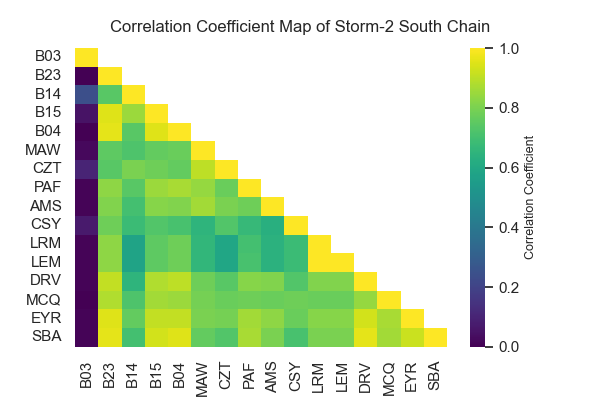 Correlation Coefficient Map of Storm-2 South Chain
B03
B23
B14
B15
B04
MAW
CZT
PAF
AMS
CSY
LRM
LEM
DRV
MCQ
EYR
SBA
B03 B23 B14 B15 B04 MAW CZT PAF AMS CSY LRM LEM DRV MCQ EYR SBA
1.0
0.8
0.6
0.4
0.2
0.0
Correlation Coefficient